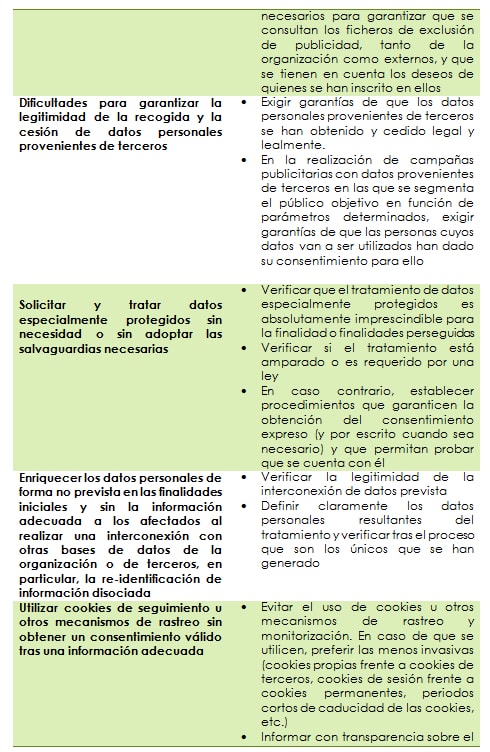 necesarios para garantizar que se
consultan los ficheros de exclusión
de publicidad, tanto de la
organización como externos, y que
se tienen en cuenta los deseos de
quienes se han inscrito en ellos
Dificultades para garantizar la
legitimidad de la recogida y la
cesión de datos personales
provenientes de terceros
• Exigir garantías de que los datos
personales provenientes de terceros
se han obtenido y cedido legal y
lealmente.
• En la realización de campañas
publicitarias con datos provenientes
de terceros en las que se segmenta
el público objetivo en función de
parámetros determinados, exigir
garantías de que las personas cuyos
datos van a ser utilizados han dado
su consentimiento para ello
Solicitar y tratar datos
especialmente protegidos sin
necesidad o sin adoptar las
salvaguardias necesarias
• Verificar que el tratamiento de datos
especialmente protegidos es
absolutamente imprescindible para
la finalidad o finalidades perseguidas
• Verificar si el tratamiento está
amparado o es requerido por una
ley
• En caso contrario, establecer
procedimientos que garanticen la
obtención del consentimiento
expreso (y por escrito cuando sea
necesario) y que permitan probar
que se cuenta con él
Enriquecer los datos personales de
forma no prevista en las finalidades
iniciales y sin la información
adecuada a los afectados al
realizar una interconexión con
otras bases de datos de la
organización o de terceros, en
particular, la re-identificación de
información disociada
• Verificar la legitimidad de la
interconexión de datos prevista
• Definir claramente los datos
personales resultantes del
tratamiento y verificar tras el proceso
que son los únicos que se han
generado
Utilizar cookies de seguimiento u
otros mecanismos de rastreo sin
obtener un consentimiento válido
tras una información adecuada
• Evitar el uso de cookies u otros
mecanismos de rastreo y
monitorización. En caso de que se
utilicen, preferir las menos invasivas
(cookies propias frente a cookies de
terceros, cookies de sesión frente a
cookies permanentes, periodos
cortos de caducidad de las cookies,
etc.)
• Informar con transparencia sobre el